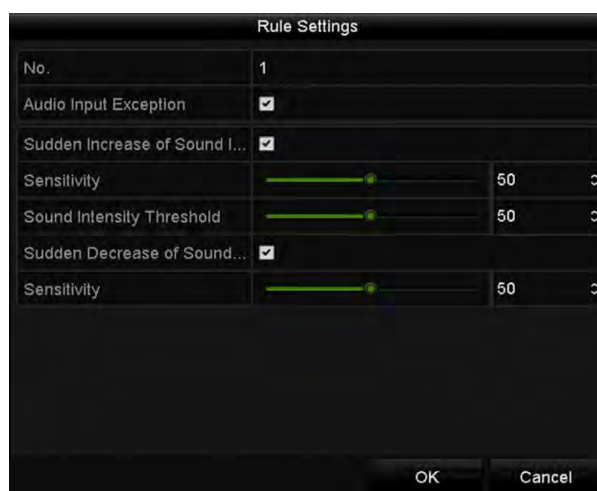 Rule Settings
No. 1
Audio Input Exception
Sudden Increase of Sound I...
Sensitivity 50
Sound Intensity Threshold 50
Sudden Decrease of Sound...
Sensitivity 50
OK Cancel